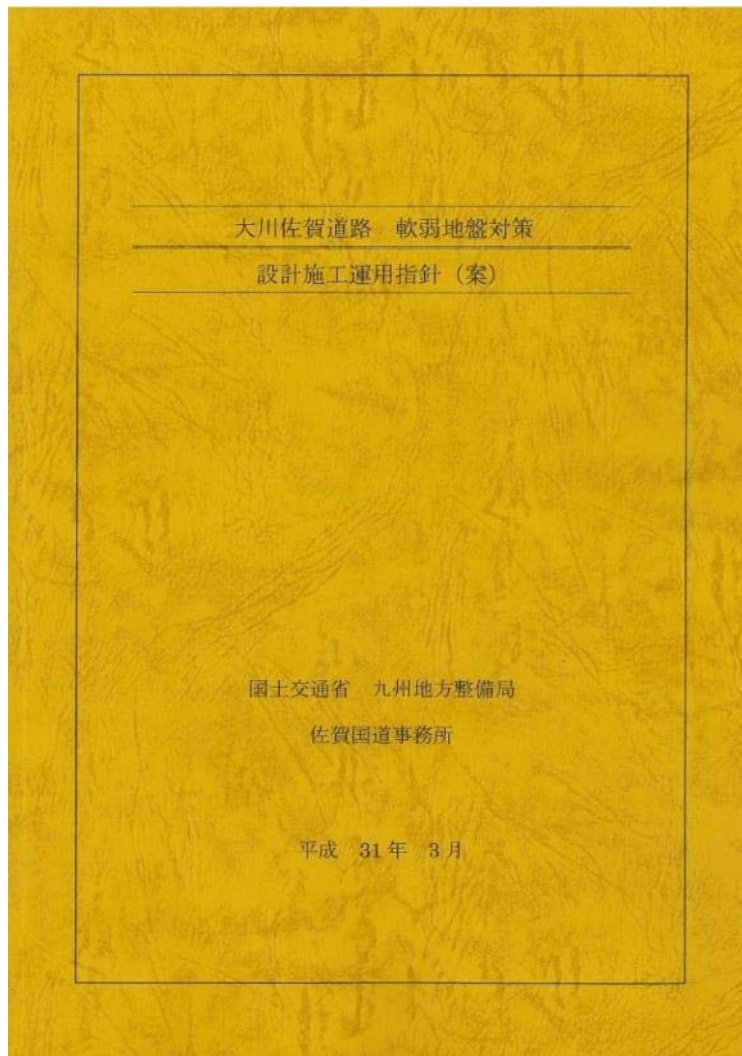 大川佐賀道路　軟弱地盤対策
設計施工運用指針（案）
国土交通省　九州地方整備局
佐賀国道事務所
平成　31年　3月